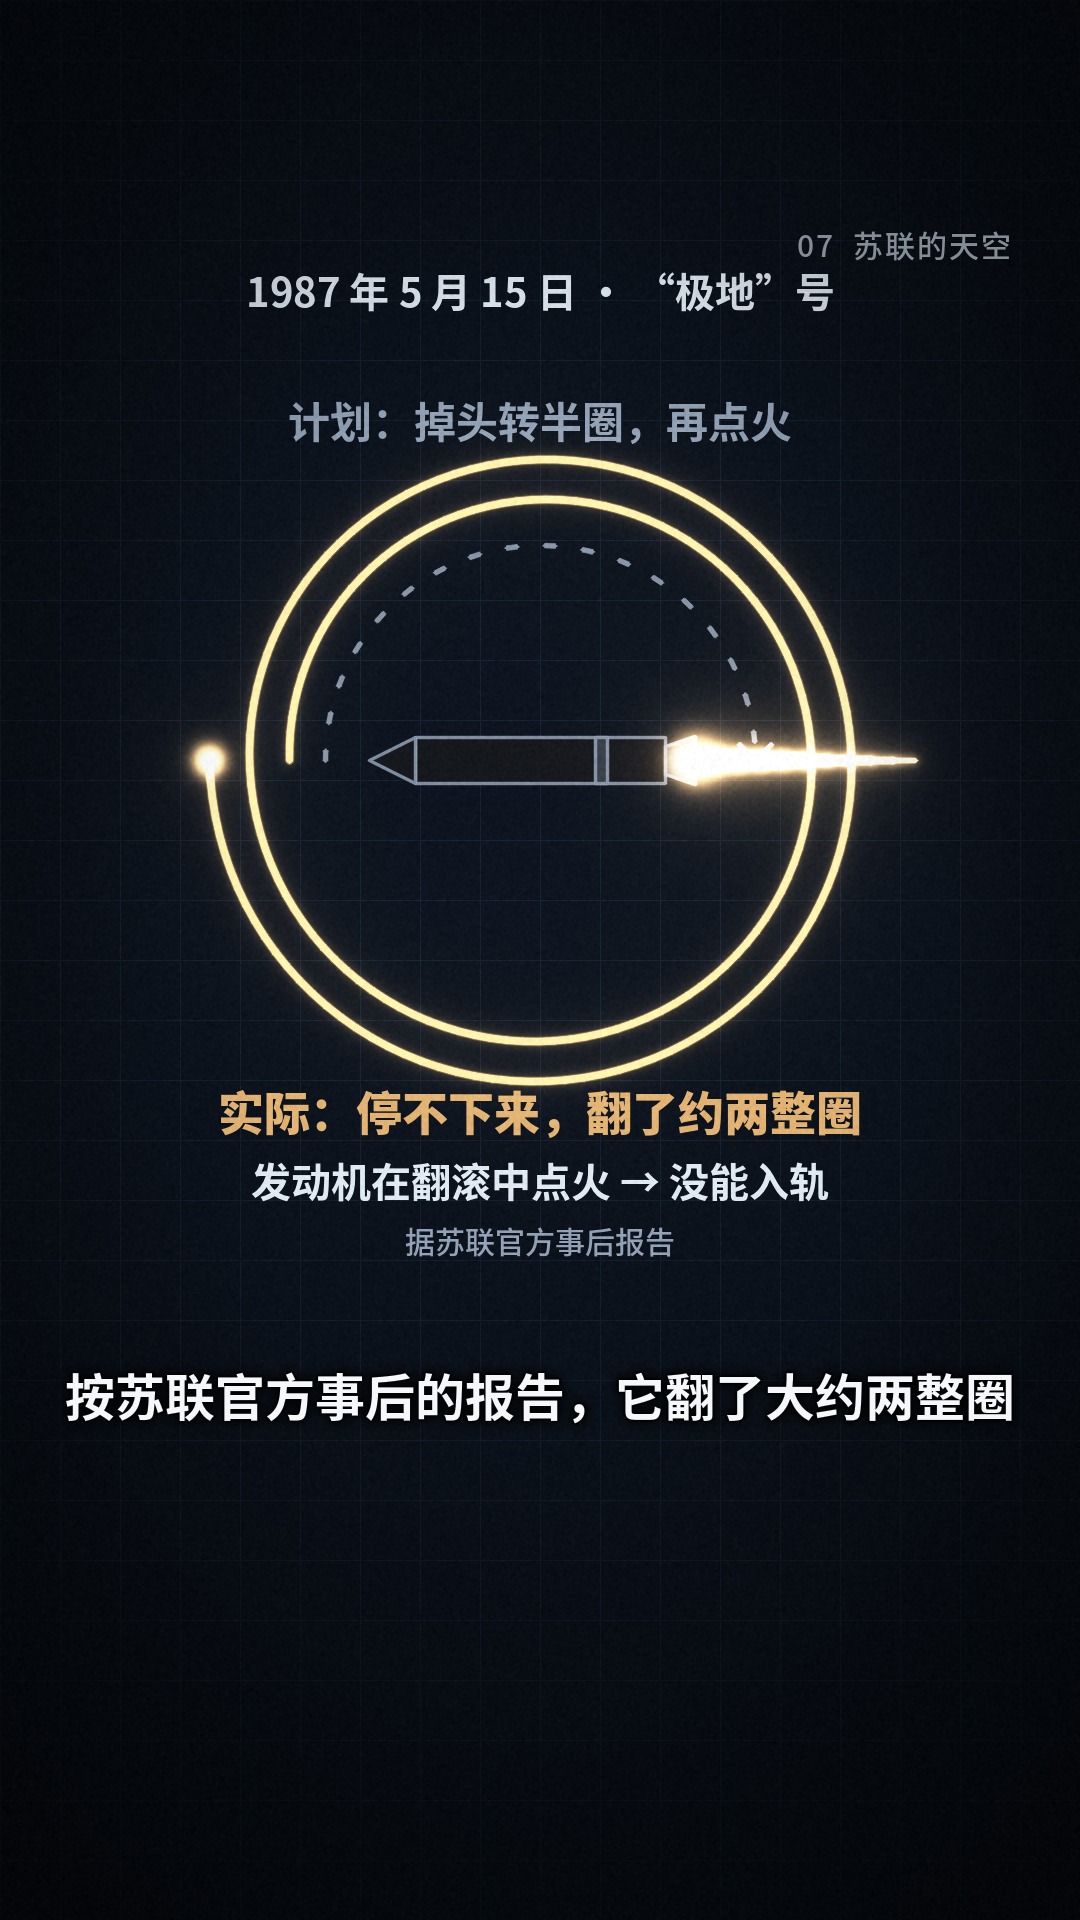 07 苏联的天空
1987 年 5 月 15 日 · “极地”号
计划：掉头转半圈，再点火
实际：停不下来，翻了约两整圈
发动机在翻滚中点火 → 没能入轨
据苏联官方事后报告
按苏联官方事后的报告，它翻了大约两整圈